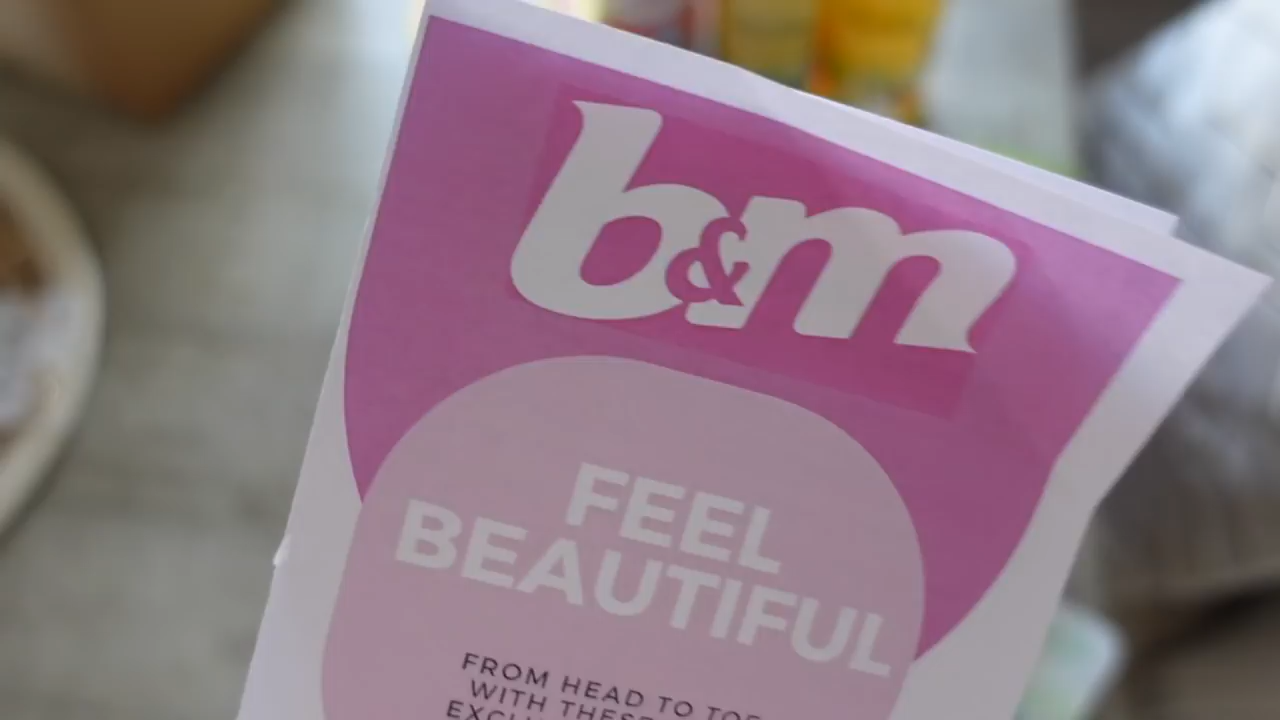 b&m
FEEL
BEAUTIFUL
FROM HEAD TO TOE
WITH THESE